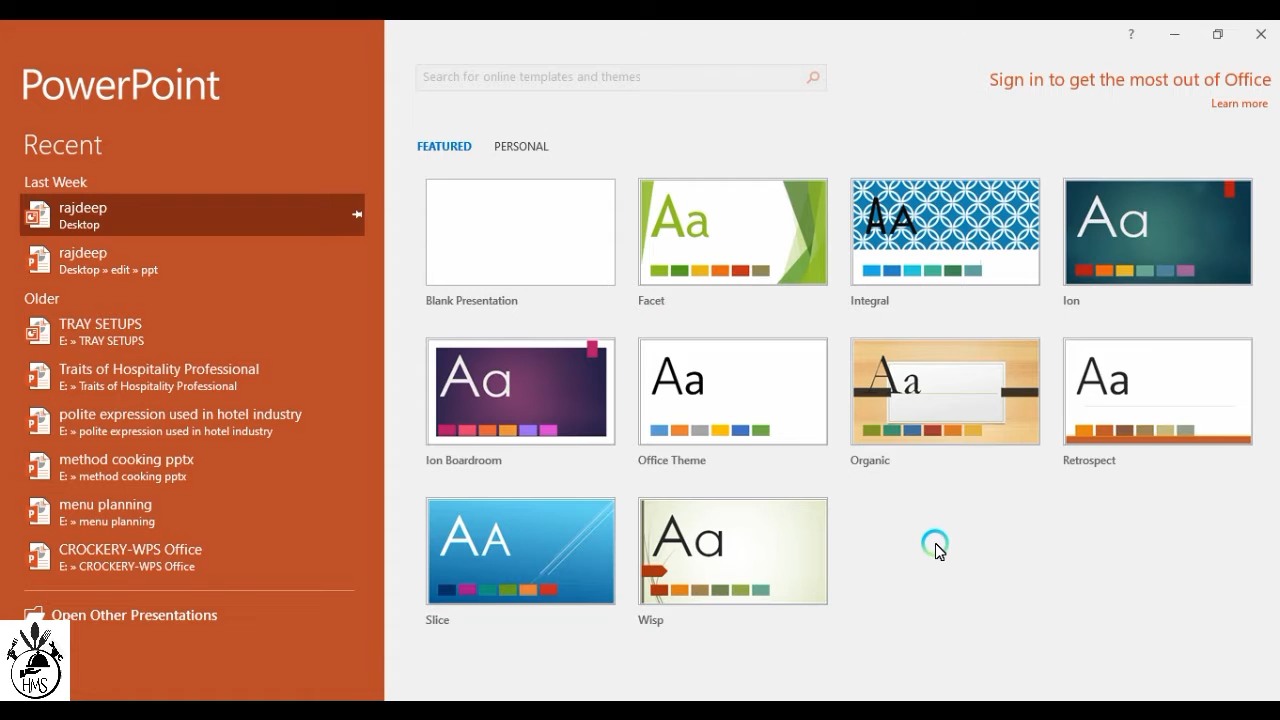 ?
PowerPoint
Search for online templates and themes
Sign in to get the most out of Office
Learn more
Recent
FEATURED
PERSONAL
Last Week
rajdeep
Desktop
rajdeep
Desktop » edit » ppt
Older
TRAY SETUPS
E: » TRAY SETUPS
Traits of Hospitality Professional
E: » Traits of Hospitality Professional
polite expression used in hotel industry
E: » polite expression used in hotel industry
method cooking pptx
E: » method cooking pptx
menu planning
E: » menu planning
CROCKERY-WPS Office
E: » CROCKERY-WPS Office
Open Other Presentations
HMS
Aa
AA
Aa
Blank Presentation
Facet
Integral
Ion
Aa
Aa
Aa
Aa
Ion Boardroom
Office Theme
Organic
Retrospect
AA
Aa
Slice
Wisp